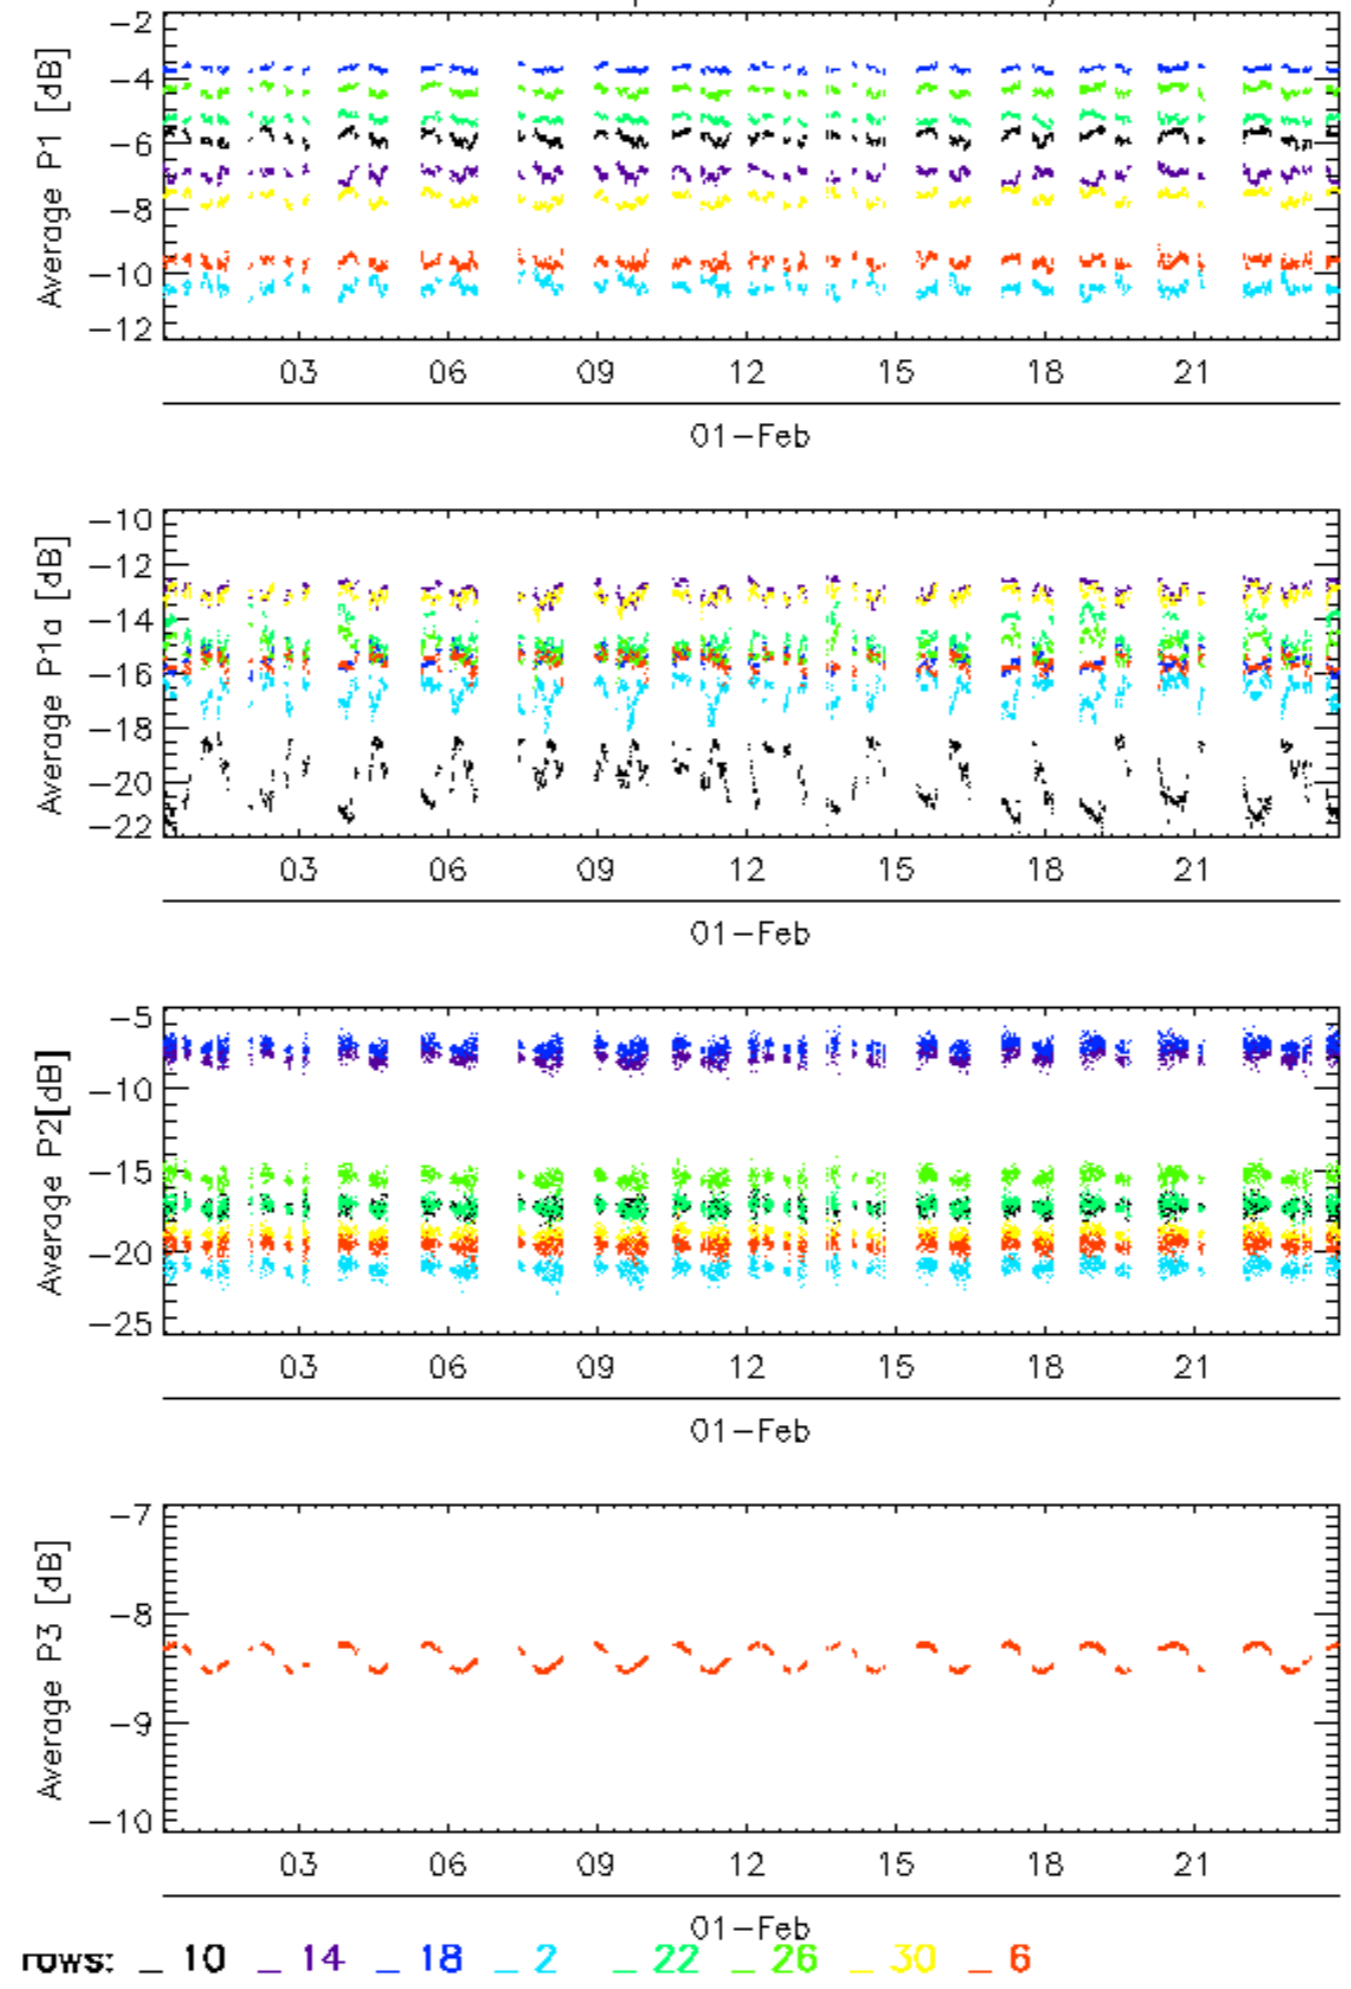 −2
−4
−6
−8
−10
−12
Average P1 [dB]
03 06 09 12 15 18 21
01−Feb
−10
−12
−14
−16
−18
−20
−22
Average P1a [dB]
03 06 09 12 15 18 21
01−Feb
−5
−10
−15
−20
−25
Average P2[dB]
03 06 09 12 15 18 21
01−Feb
−7
−8
−9
−10
Average P3 [dB]
03 06 09 12 15 18 21
01−Feb
rows: _ 10 _ 14 _ 18 _ 2 _ 22 _ 26 _ 30 _ 6